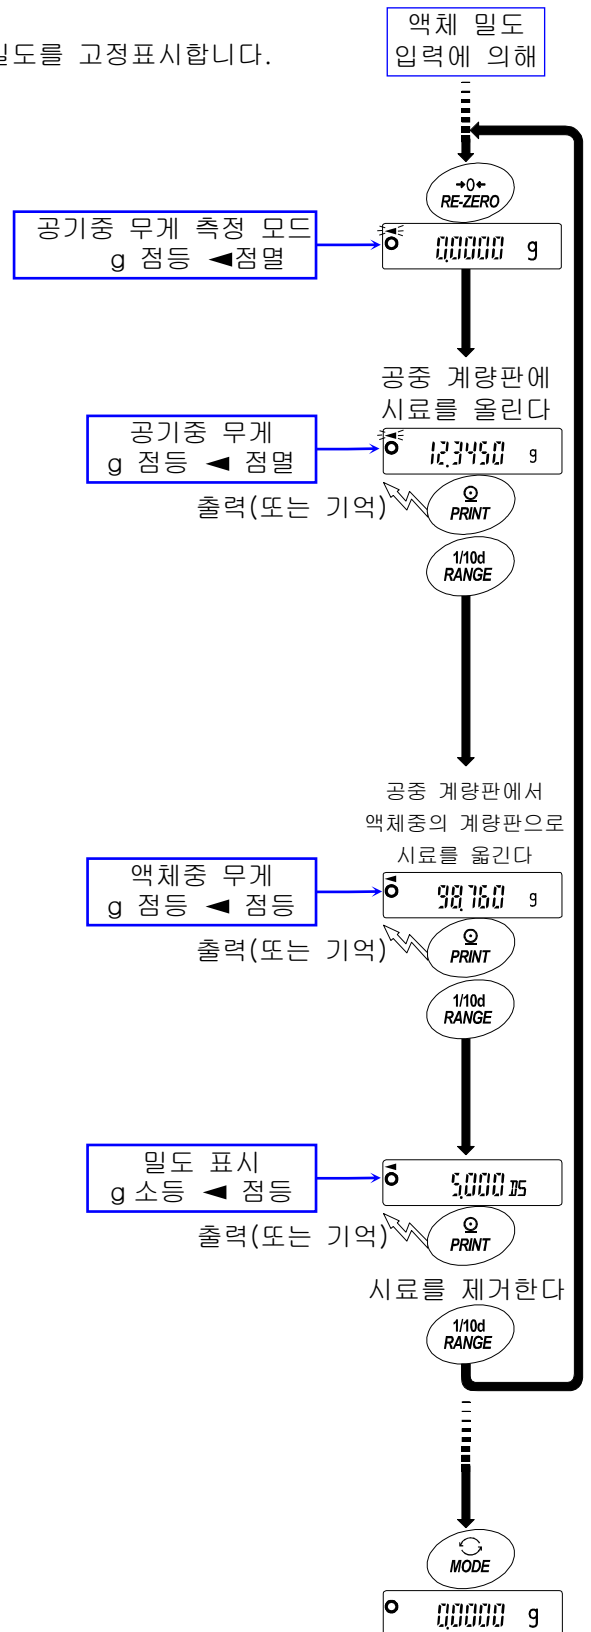 액체 밀도
입력에 의해
밀도를 고정표시합니다.
→0←
RE-ZERO
공기중 무게 측정 모드
g 점등 ◄점멸
0.0000 g
공중 계량판에
시료를 올린다
공기중 무게
g 점등 ◄ 점멸
12.3450 g
출력(또는 기억)
PRINT
1/10d
RANGE
공중 계량판에서
액체중의 계량판으로
시료를 옮긴다
액체중 무게
g 점등 ◄ 점등
98.760 g
출력(또는 기억)
PRINT
1/10d
RANGE
밀도 표시
g 소등 ◄ 점등
5.000 DS
출력(또는 기억)
PRINT
시료를 제거한다
1/10d
RANGE
MODE
0.0000 g